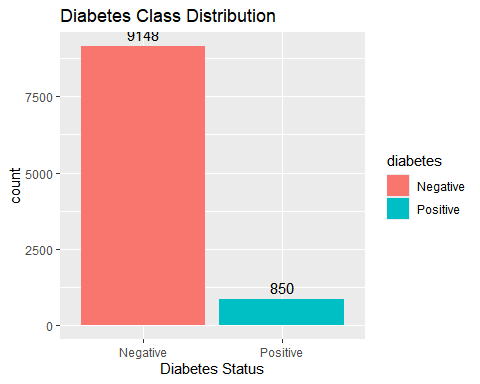 Diabetes Class Distribution
9148
7500
5000
2500
0
count
850
Negative
Positive
Diabetes Status
diabetes
Negative
Positive